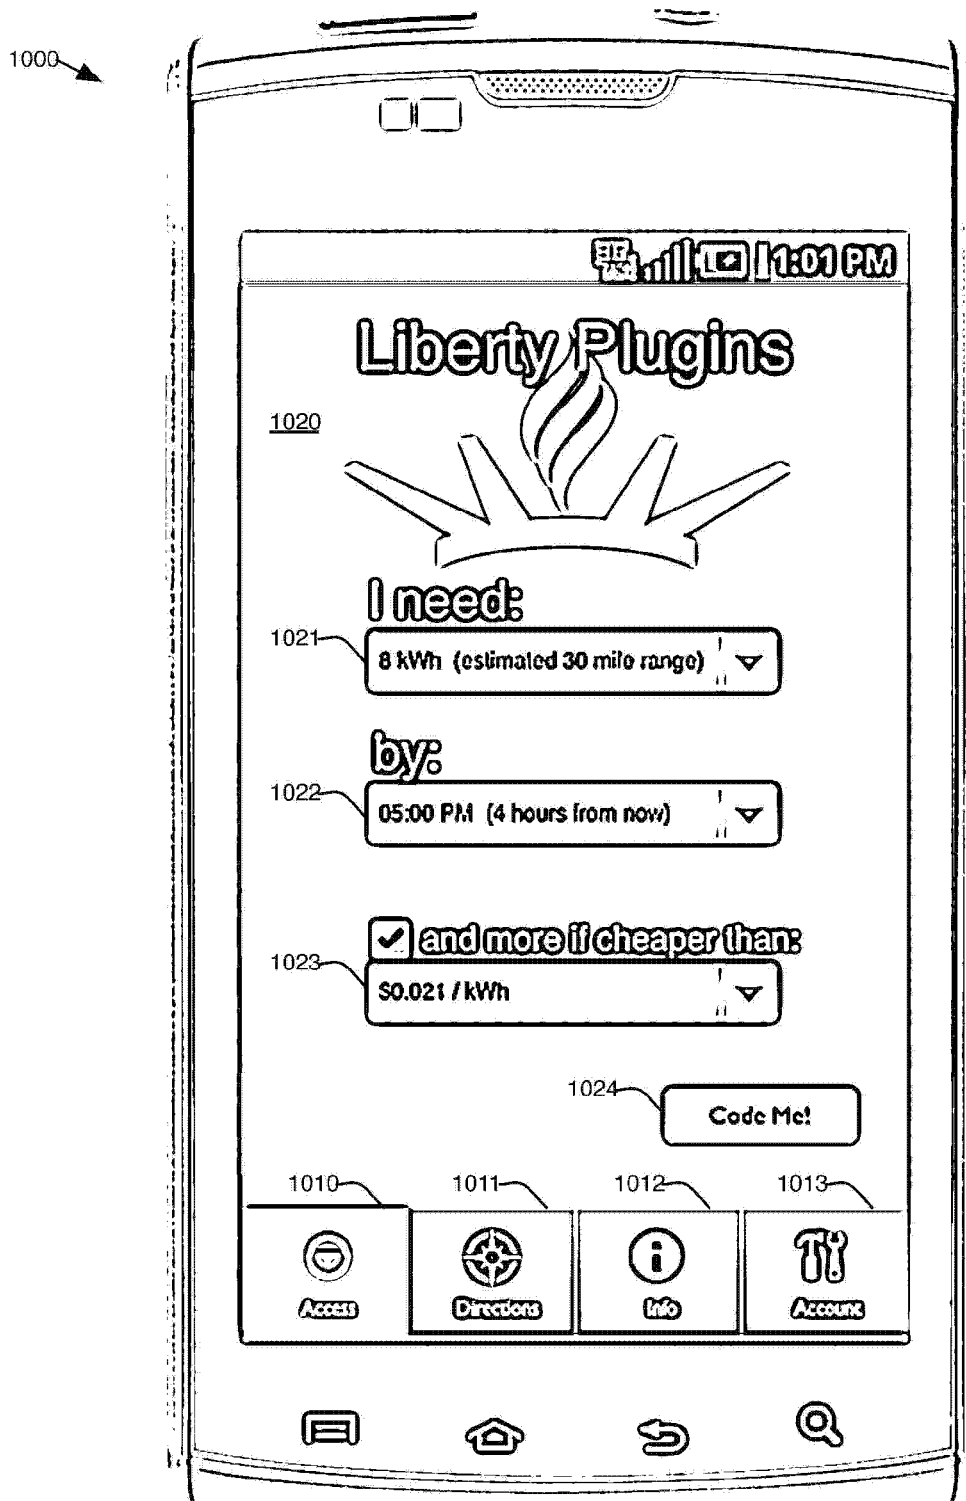 1000
1:01 PM
Liberty Plugins
1020
I need:
1021
8 kWh (estimated 30 mile range)
by:
1022
05:00 PM (4 hours from now)
and more if cheaper than:
1023
$0.021 / kWh
1024
Code Me!
1010 1011 1012 1013
Access Directions Info Account